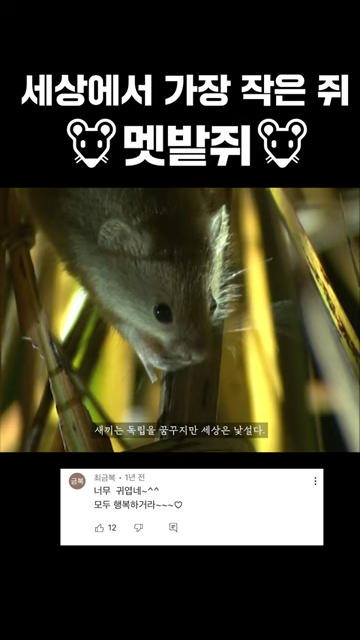 세상에서 가장 작은 쥐
멧밭쥐
새끼는 독립을 꿈꾸지만 세상은 낯설다.
금복
최금복 • 1년 전
너무 귀엽네~^^
모두 행복하거라~~~♡
12